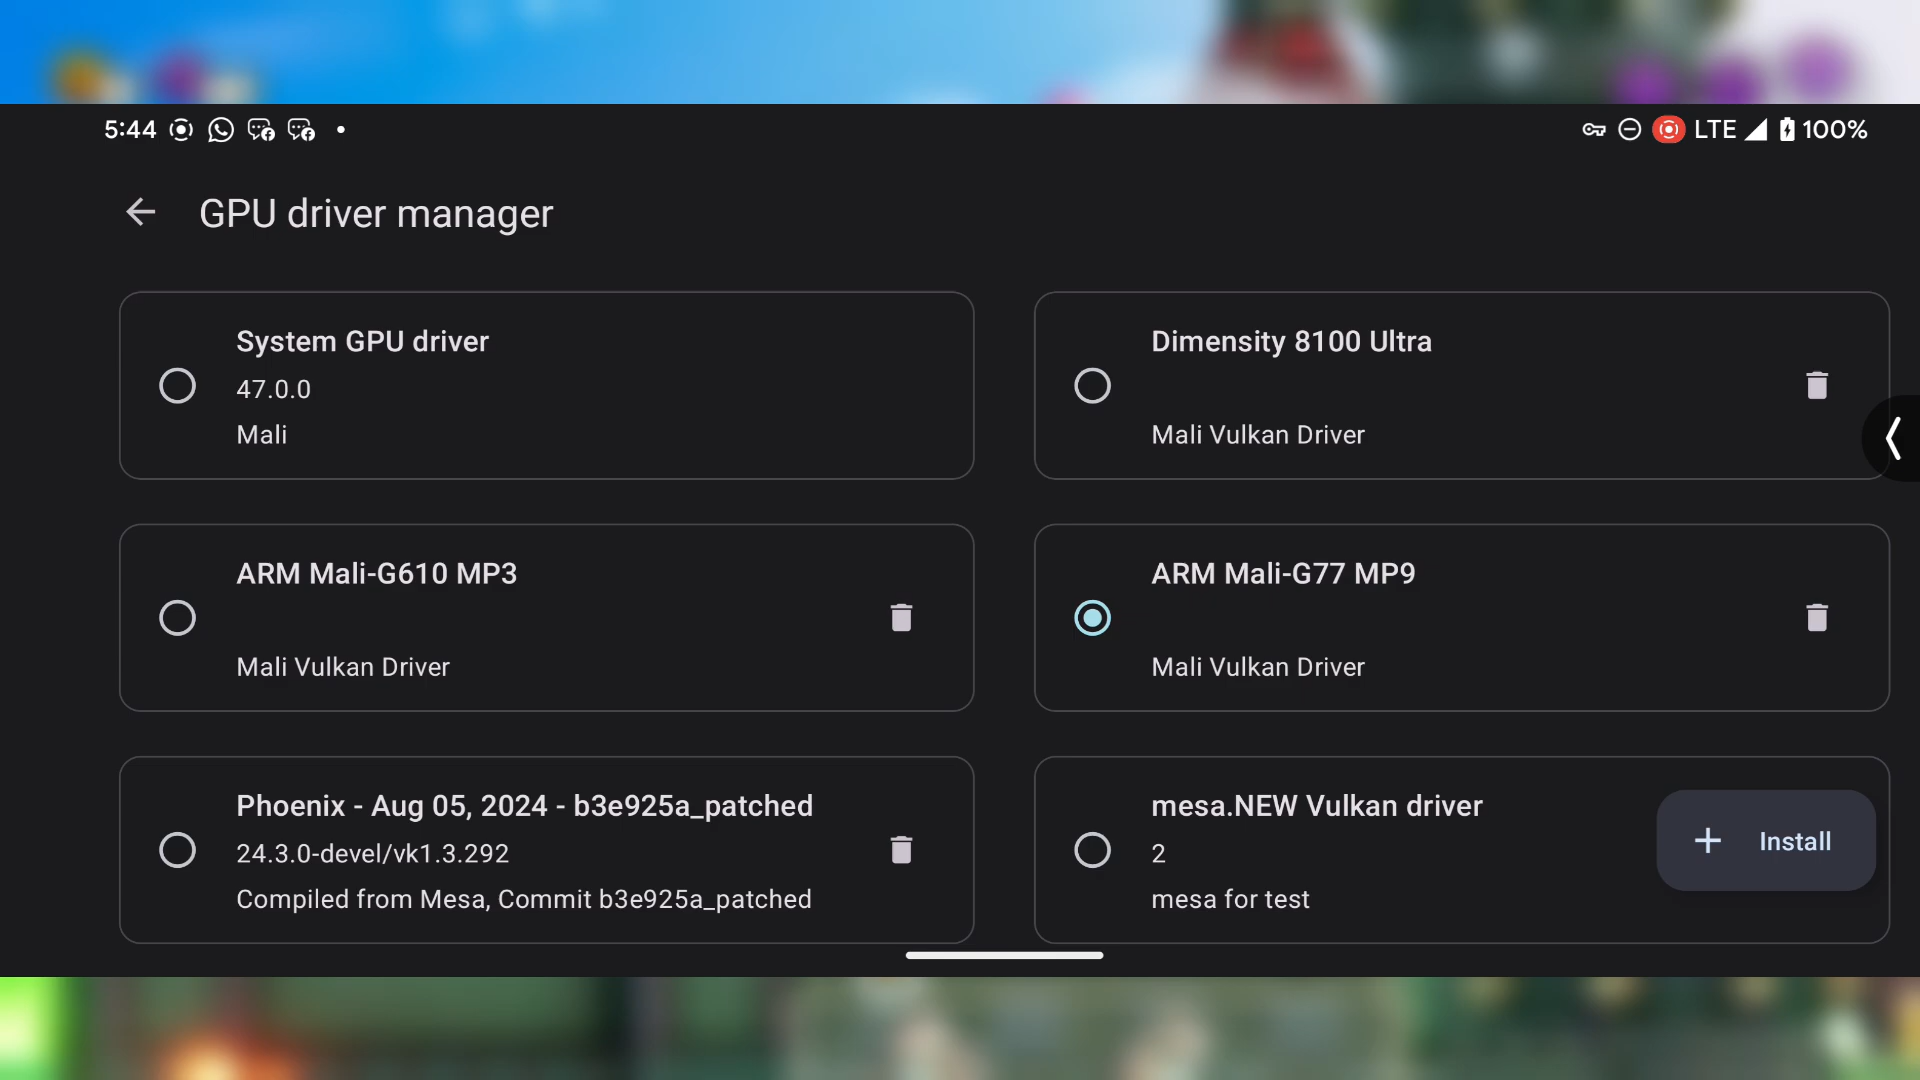 5:44
LTE 100%
GPU driver manager
System GPU driver
47.0.0
Mali
Dimensity 8100 Ultra
Mali Vulkan Driver
ARM Mali-G610 MP3
Mali Vulkan Driver
ARM Mali-G77 MP9
Mali Vulkan Driver
Phoenix - Aug 05, 2024 - b3e925a_patched
24.3.0-devel/vk1.3.292
Compiled from Mesa, Commit b3e925a_patched
mesa.NEW Vulkan driver
2
mesa for test
+ Install